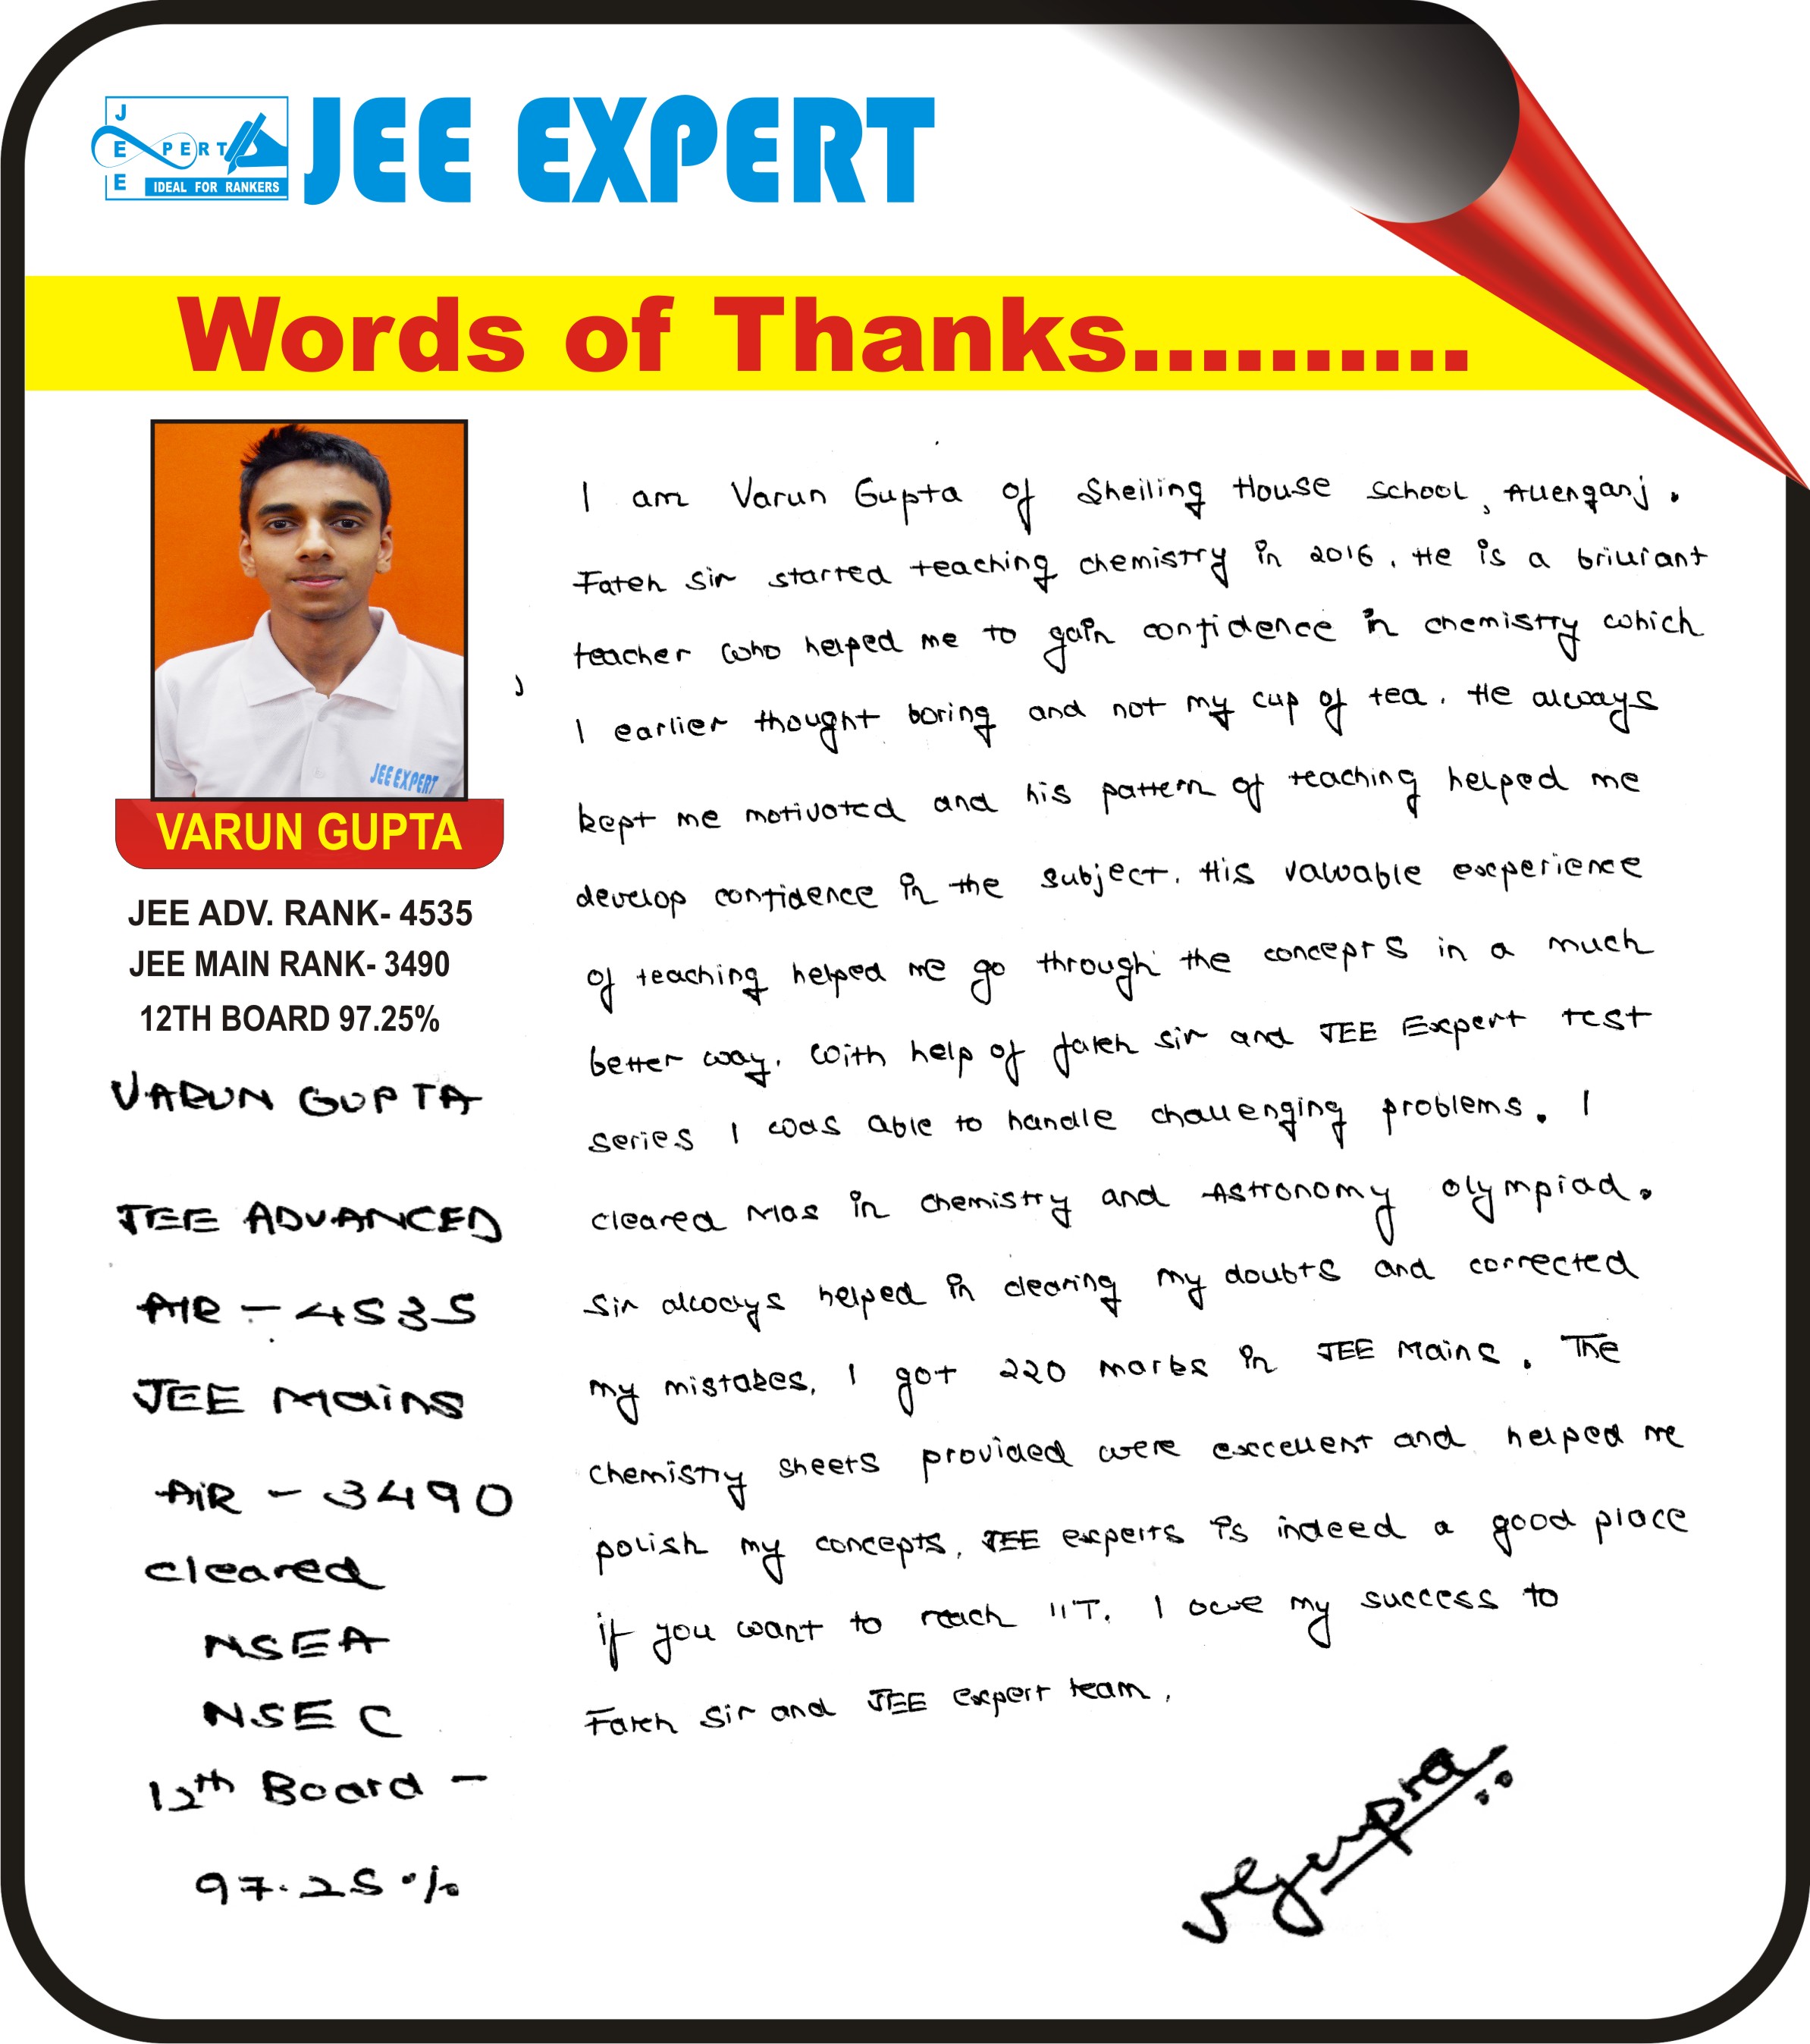 J
E PERT
E IDEAL FOR RANKERS
JEE EXPERT
Words of Thanks..........
JEE EXPERT
VARUN GUPTA
JEE ADV. RANK- 4535
JEE MAIN RANK- 3490
12TH BOARD 97.25%
VARUN GUPTA
JEE ADVANCED
AIR - 4535
JEE Mains
AIR - 3490
cleared
NSEA
NSEC
12th Board -
97.25 %
I am Varun Gupta of Sheiling House School, Allenganj.
Fateh Sir started teaching chemistry in 2016. He is a brilliant
teacher who helped me to gain confidence in chemistry which
I earlier thought boring and not my cup of tea. He always
kept me motivated and his pattern of teaching helped me
develop confidence in the subject. His valuable experience
of teaching helped me go through the concepts in a much
better way. With help of fateh sir and JEE Expert test
series I was able to handle challenging problems. I
cleared Mas in chemistry and Astronomy olympiad.
Sir always helped in clearing my doubts and corrected
my mistakes. I got 220 marks in JEE Mains. The
chemistry sheets provided were excellent and helped me
polish my concepts. JEE experts is indeed a good place
if you want to reach IIT. I owe my success to
Fateh Sir and JEE expert team.
vgupta